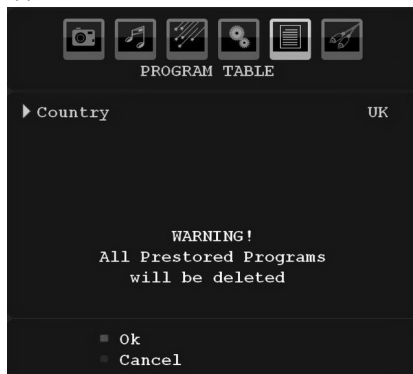 PROGRAM TABLE
Country UK
WARNING!
All Prestored Programs
will be deleted
Ok
Cancel